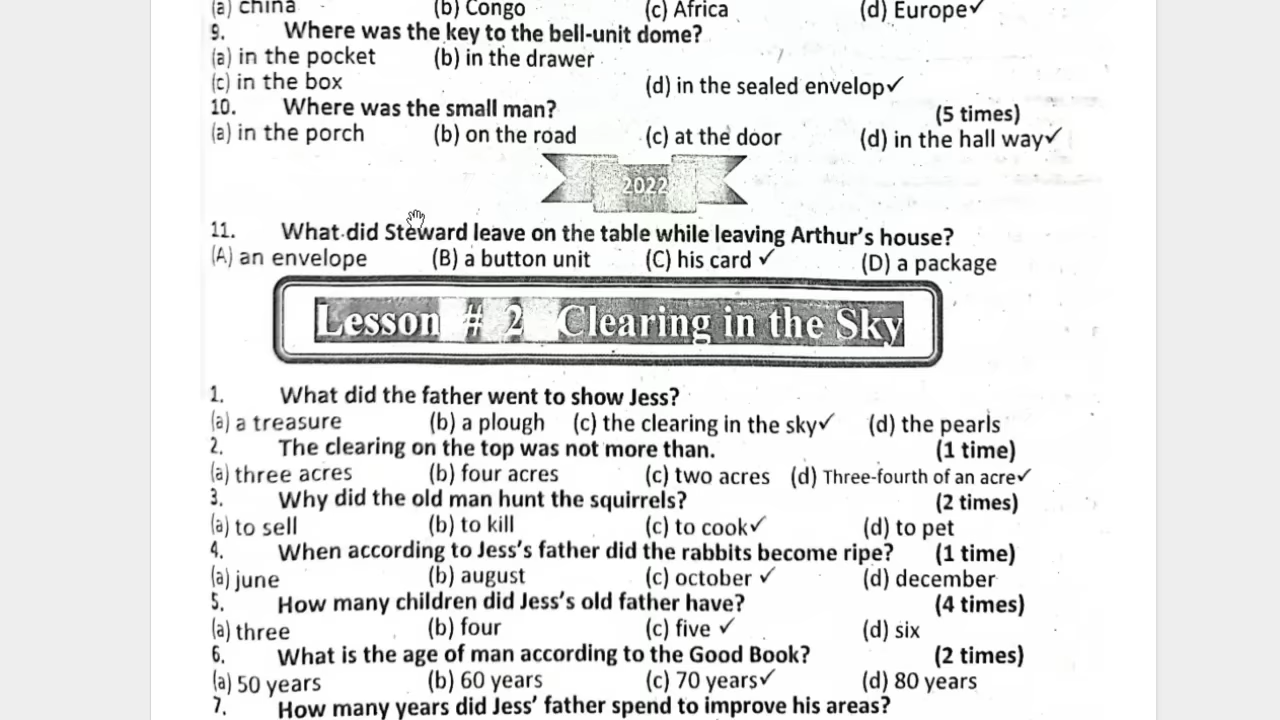 (a) china (b) Congo (c) Africa (d) Europe✓
9. Where was the key to the bell-unit dome?
(a) in the pocket (b) in the drawer
(c) in the box (d) in the sealed envelop✓
10. Where was the small man? (5 times)
(a) in the porch (b) on the road (c) at the door (d) in the hall way✓
2022
11. What did Steward leave on the table while leaving Arthur's house?
(A) an envelope (B) a button unit (C) his card ✓ (D) a package
Lesson # 2 Clearing in the Sky
1. What did the father went to show Jess?
(a) a treasure (b) a plough (c) the clearing in the sky✓ (d) the pearls
2. The clearing on the top was not more than. (1 time)
(a) three acres (b) four acres (c) two acres (d) Three-fourth of an acre✓
3. Why did the old man hunt the squirrels? (2 times)
(a) to sell (b) to kill (c) to cook✓ (d) to pet
4. When according to Jess's father did the rabbits become ripe? (1 time)
(a) june (b) august (c) october ✓ (d) december
5. How many children did Jess's old father have? (4 times)
(a) three (b) four (c) five ✓ (d) six
6. What is the age of man according to the Good Book? (2 times)
(a) 50 years (b) 60 years (c) 70 years✓ (d) 80 years
7. How many years did Jess' father spend to improve his areas?